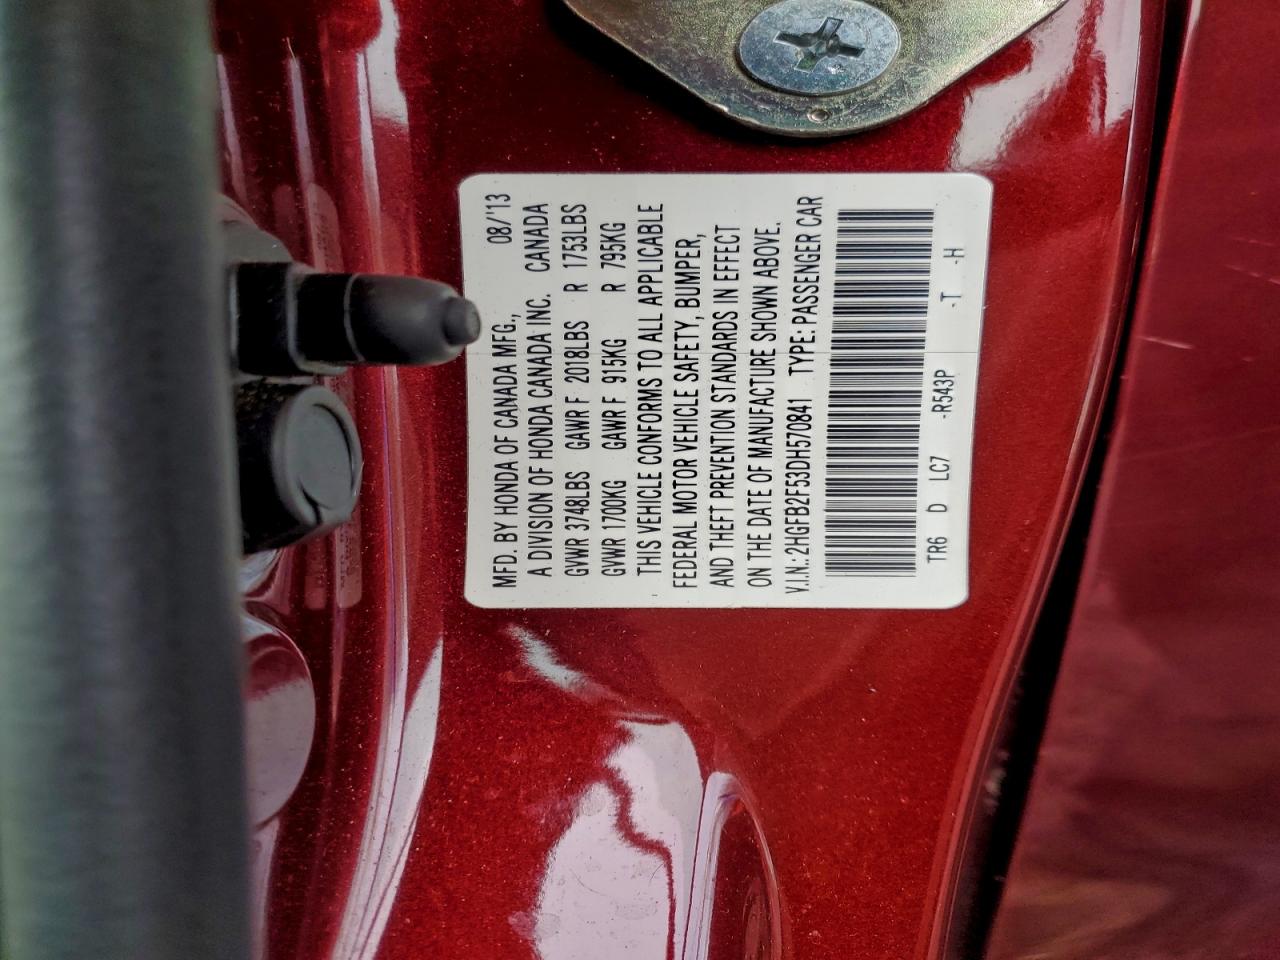 MFD. BY HONDA OF CANADA MFG., 08/'13
A DIVISION OF HONDA CANADA INC. CANADA
GVWR 3748LBS GAWR F 2018LBS R 1753LBS
GVWR 1700KG GAWR F 915KG R 795KG
THIS VEHICLE CONFORMS TO ALL APPLICABLE
FEDERAL MOTOR VEHICLE SAFETY, BUMPER,
AND THEFT PREVENTION STANDARDS IN EFFECT
ON THE DATE OF MANUFACTURE SHOWN ABOVE.
V.I.N.: 2HGFB2F53DH570841 TYPE: PASSENGER CAR
TR6 D LC7 -R543P -T -H